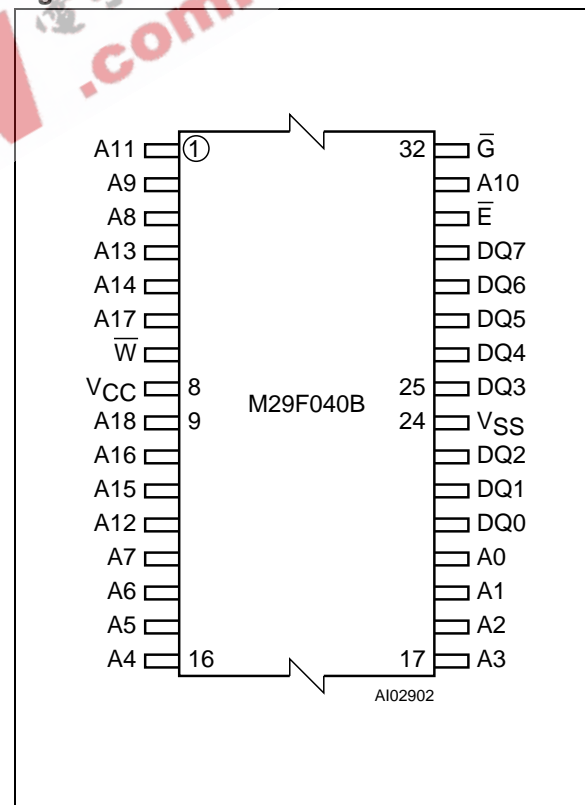 .com
A11 1 32 G̅
A9 A10
A8 E̅
A13 DQ7
A14 DQ6
A17 DQ5
W̅ DQ4
VCC 8 25 DQ3
M29F040B
A18 9 24 VSS
A16 DQ2
A15 DQ1
A12 DQ0
A7 A0
A6 A1
A5 A2
A4 16 17 A3
AI02902